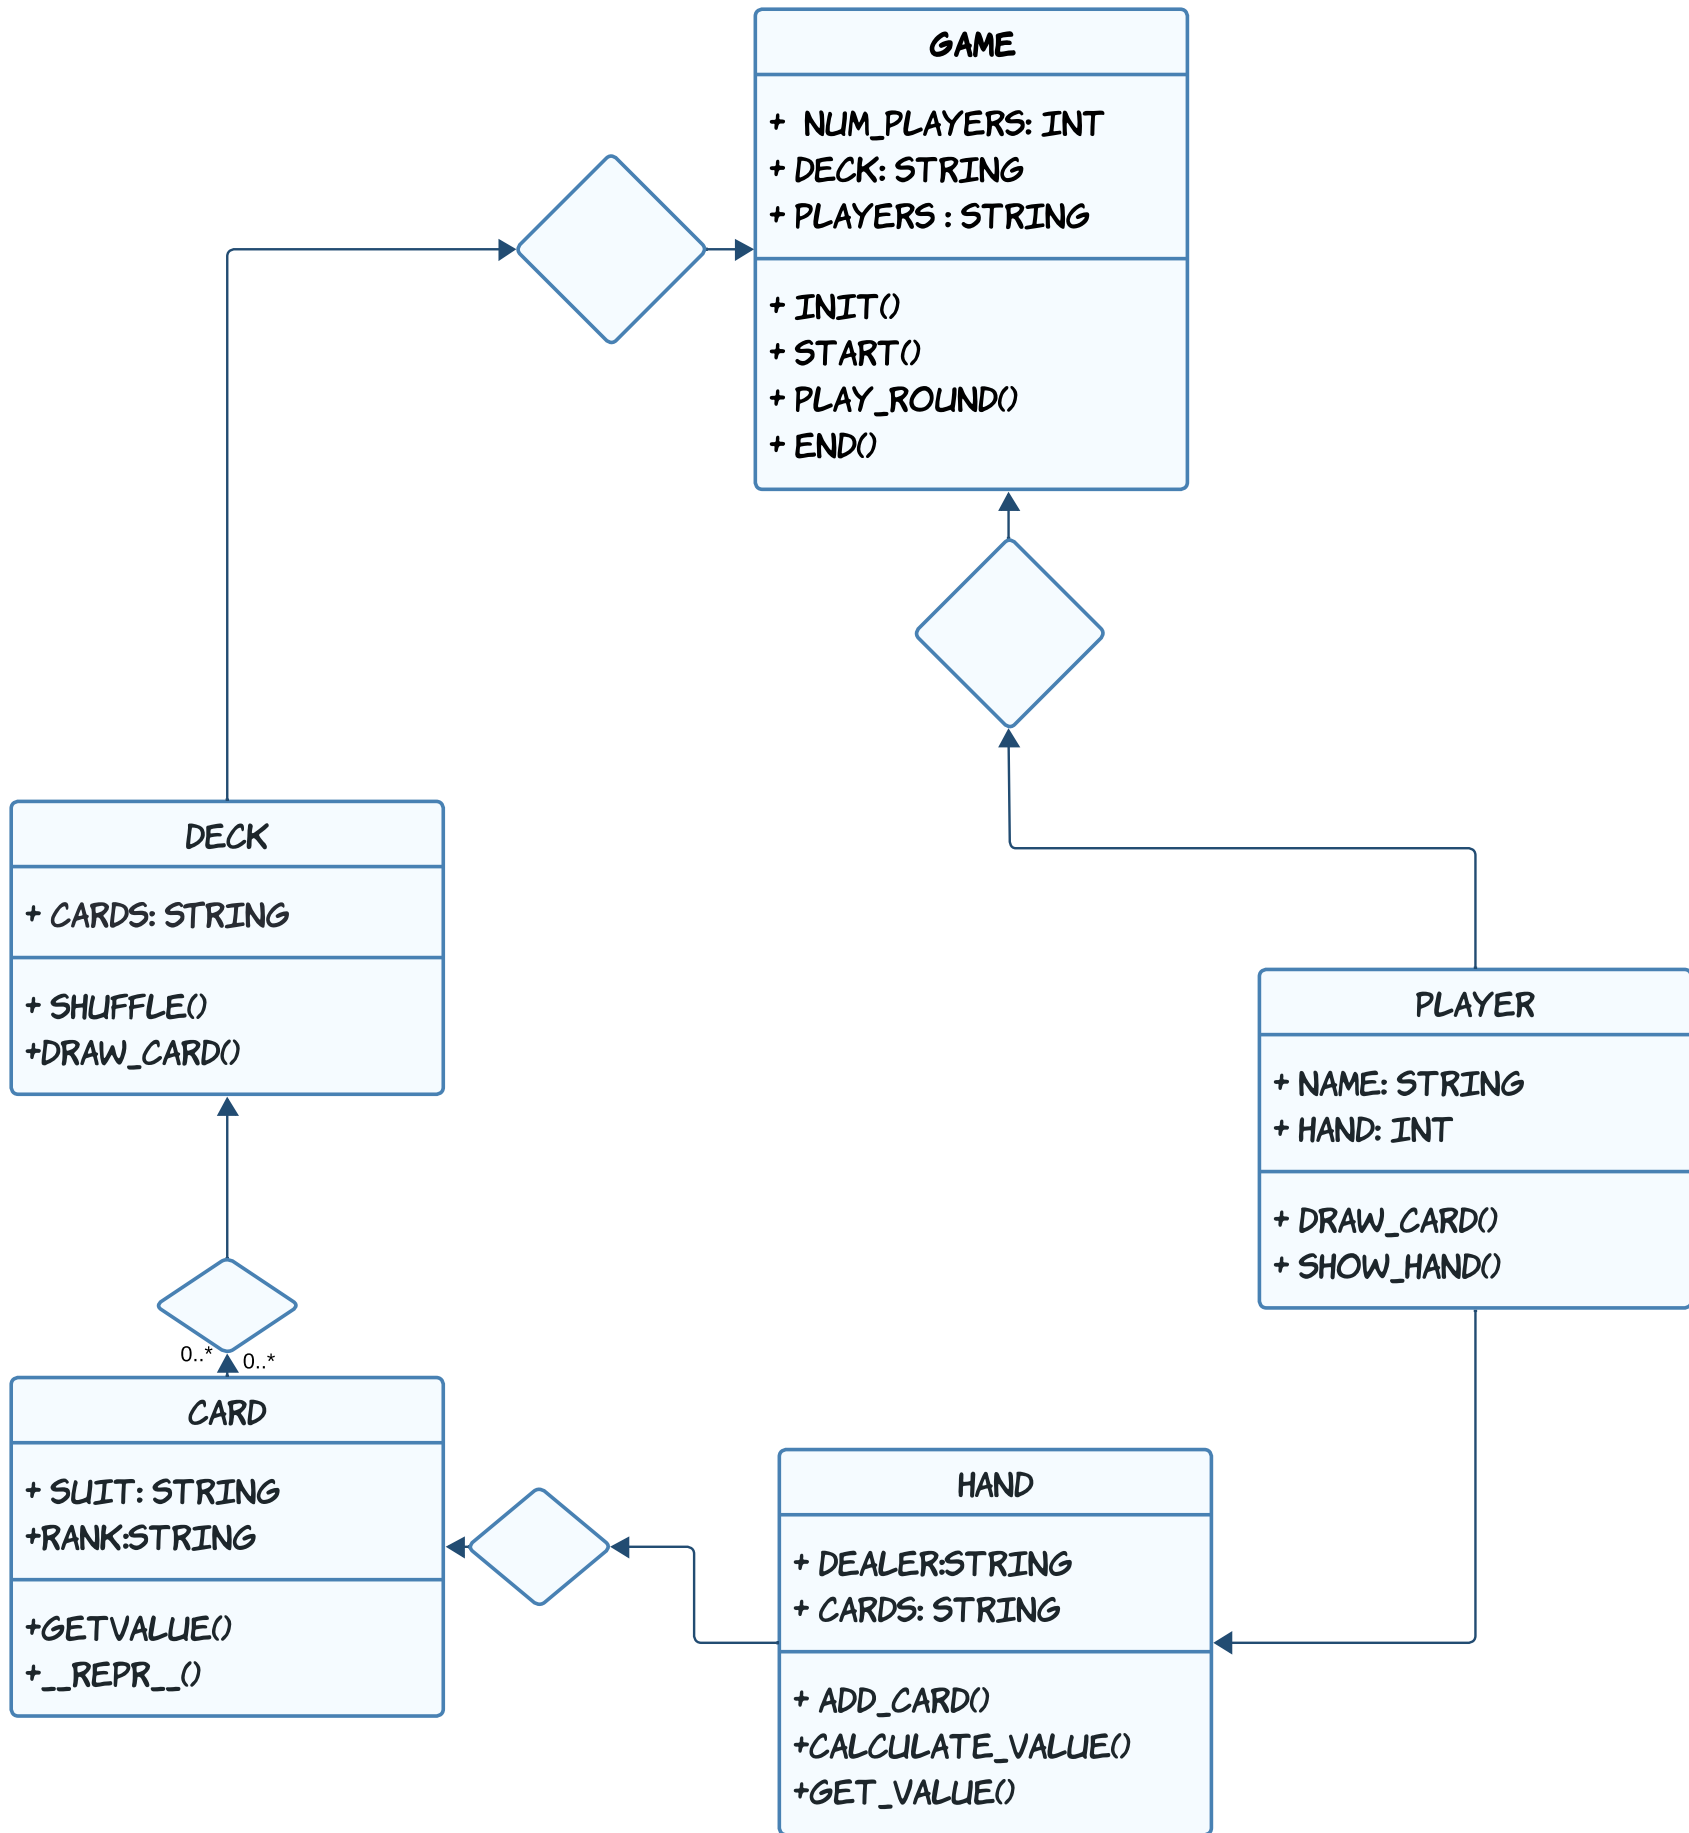 GAME
+ NUM_PLAYERS: INT
+ DECK: STRING
+ PLAYERS : STRING
+ INIT()
+ START()
+ PLAY_ROUND()
+ END()
DECK
+ CARDS: STRING
+ SHUFFLE()
+DRAW_CARD()
PLAYER
+ NAME: STRING
+ HAND: INT
+ DRAW_CARD()
+ SHOW_HAND()
0..*
0..*
CARD
+ SUIT: STRING
+RANK:STRING
+GETVALUE()
+__REPR__()
HAND
+ DEALER:STRING
+ CARDS: STRING
+ ADD_CARD()
+CALCULATE_VALUE()
+GET_VALUE()